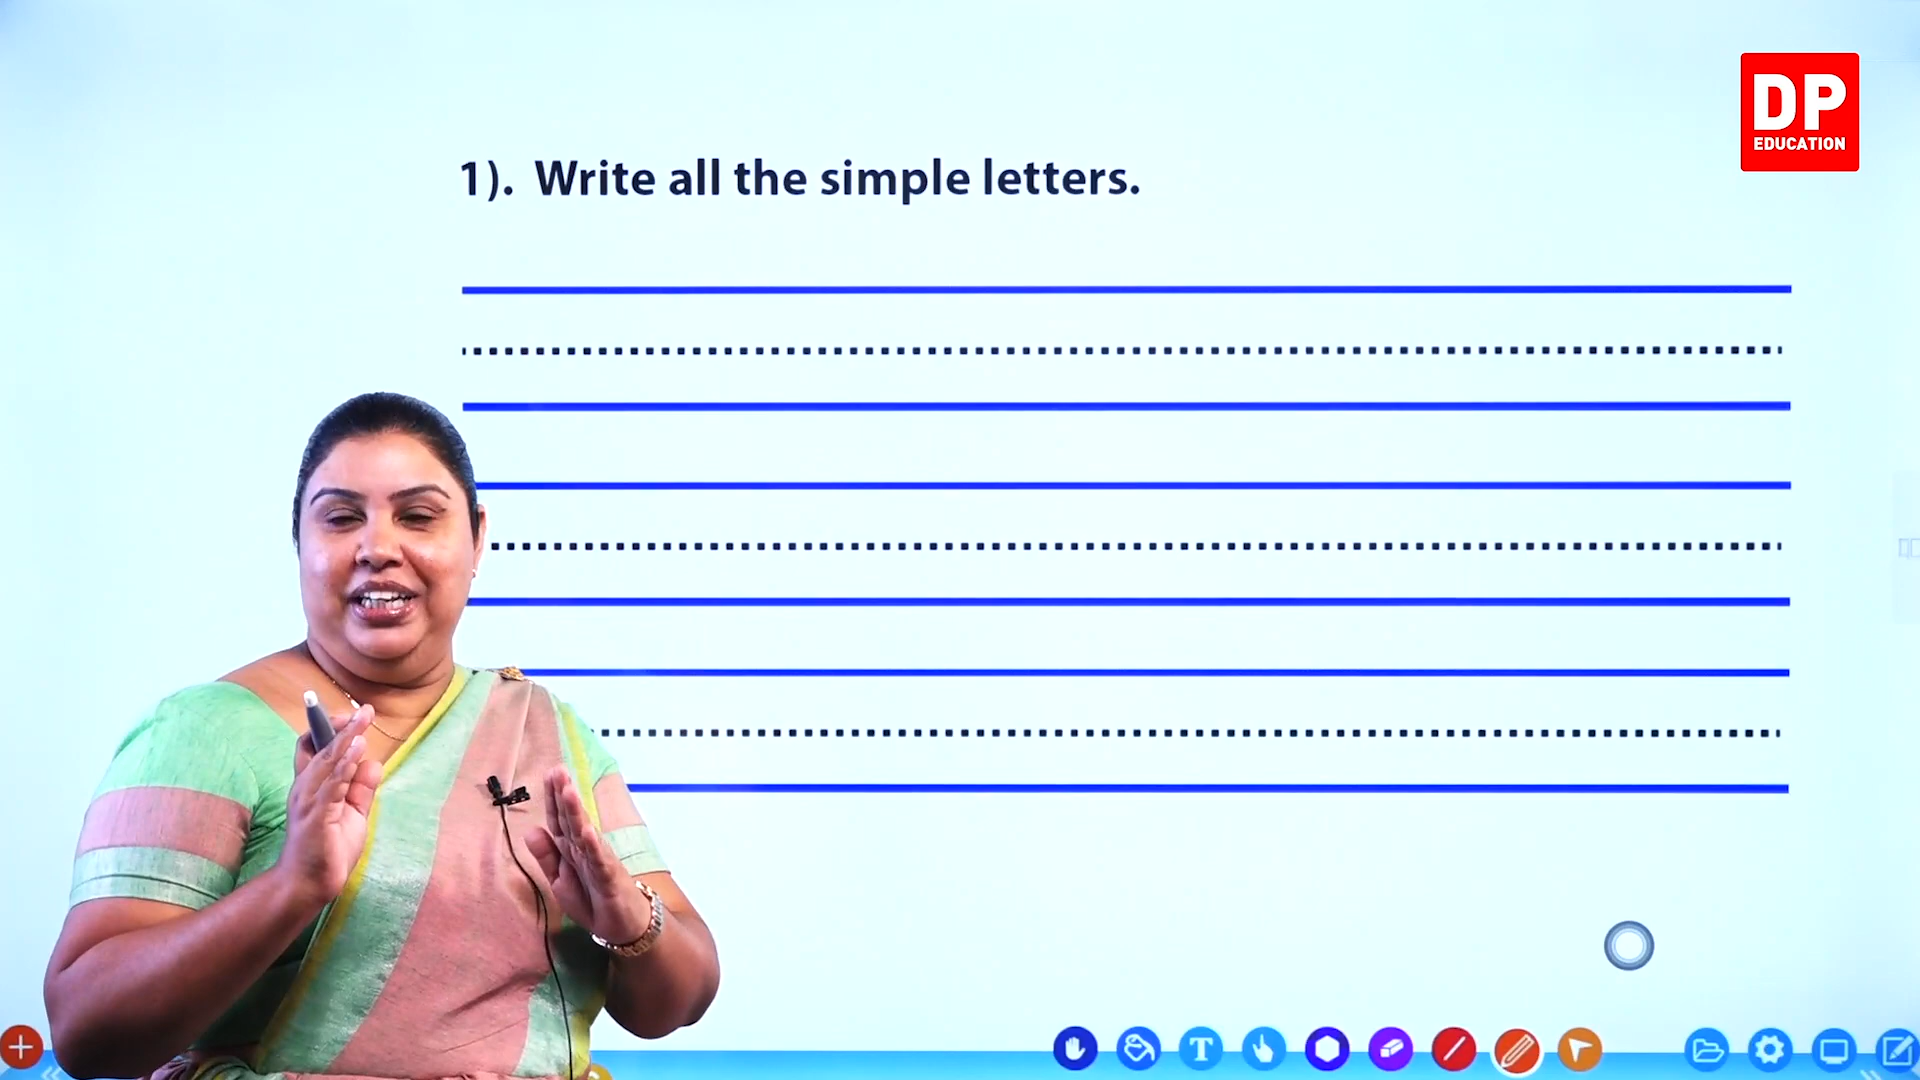 DP
EDUCATION
1). Write all the simple letters.
T